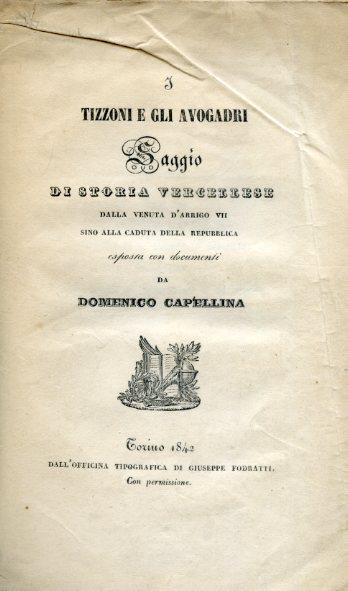 I
TIZZONI E GLI AVOGADRI
Saggio
DI STORIA VERCELLESE
DALLA VENUTA D'ARRIGO VII
SINO ALLA CADUTA DELLA REPUBBLICA
esposta con documenti
DA
DOMENICO CAPELLINA
Torino 1842
DALL'OFFICINA TIPOGRAFICA DI GIUSEPPE FODRATTI.
Con permissione.